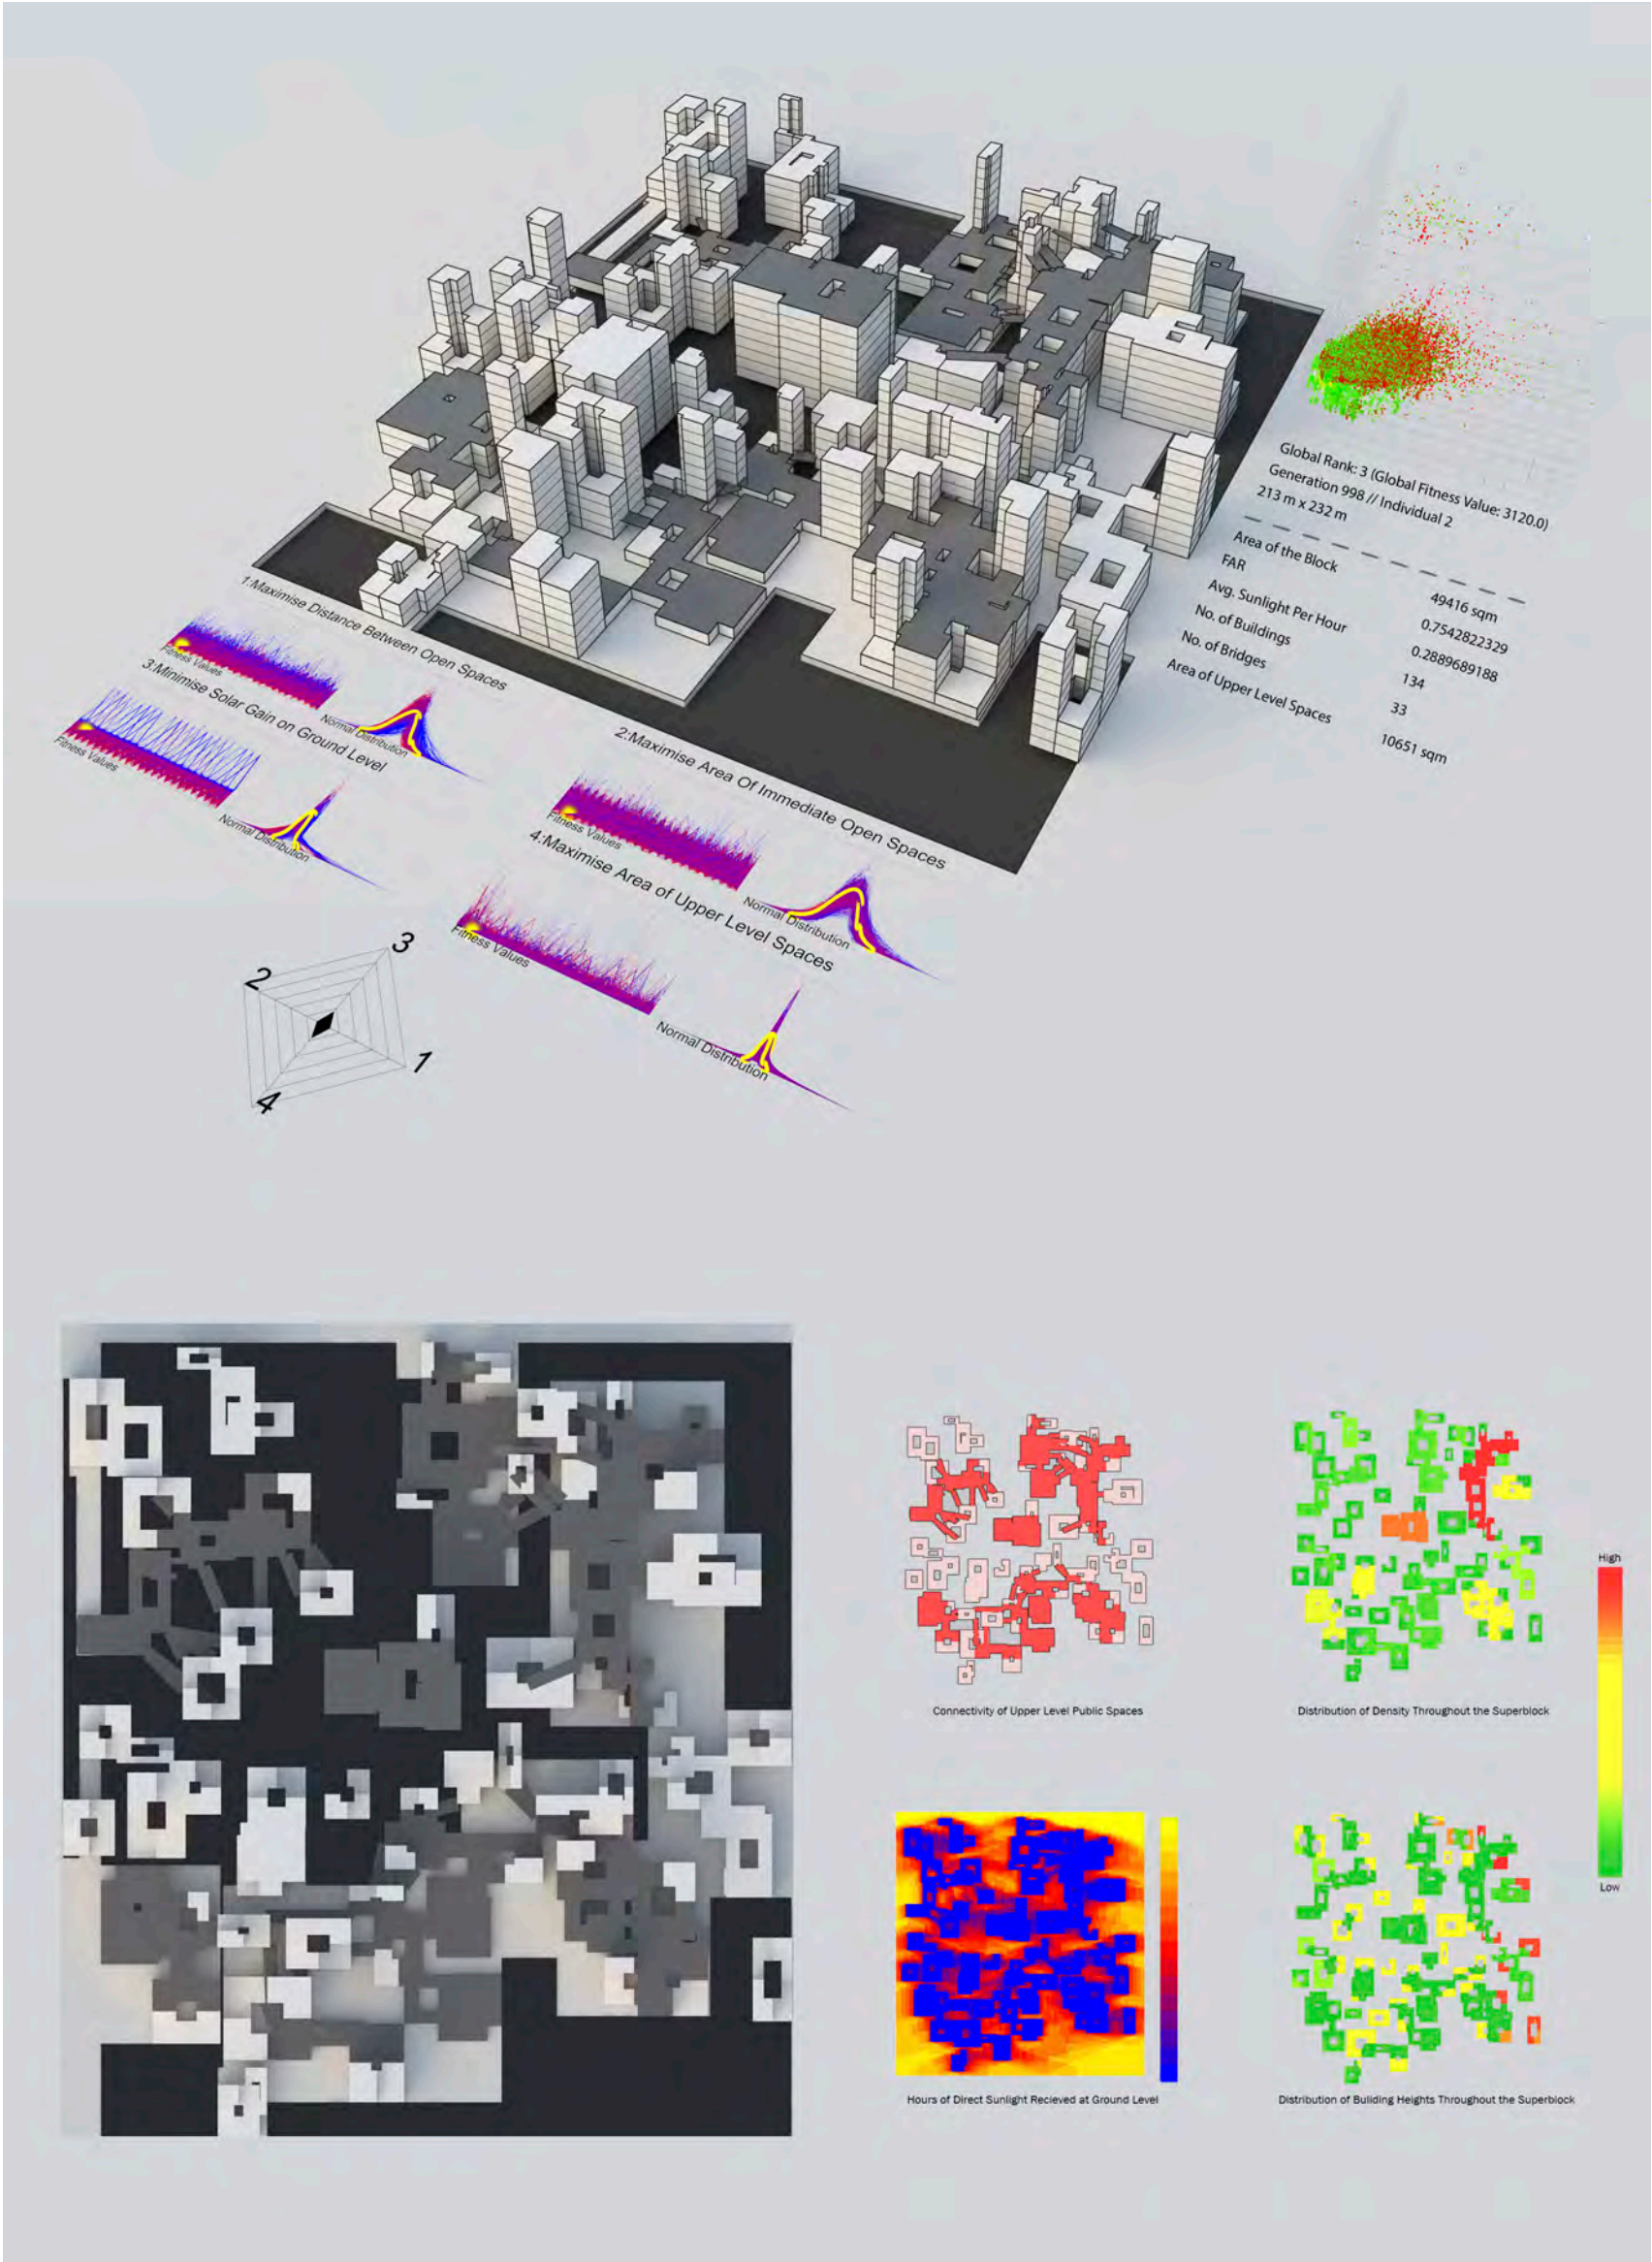 Global Rank: 3 (Global Fitness Value: 3120.0)
Generation 998 // Individual 2
213 m x 232 m
Area of the Block
49416 sqm
FAR
0.7542822329
Avg. Sunlight Per Hour
0.2889689188
No. of Buildings
134
No. of Bridges
33
Area of Upper Level Spaces
10651 sqm
1:Maximise Distance Between Open Spaces
Fitness Values
Normal Distribution
3:Minimise Solar Gain on Ground Level
Fitness Values
Normal Distribution
2:Maximise Area Of Immediate Open Spaces
Fitness Values
Normal Distribution
4:Maximise Area of Upper Level Spaces
Fitness Values
Normal Distribution
3
2
1
4
Connectivity of Upper Level Public Spaces
Distribution of Density Throughout the Superblock
High
Low
Hours of Direct Sunlight Recieved at Ground Level
Distribution of Building Heights Throughout the Superblock